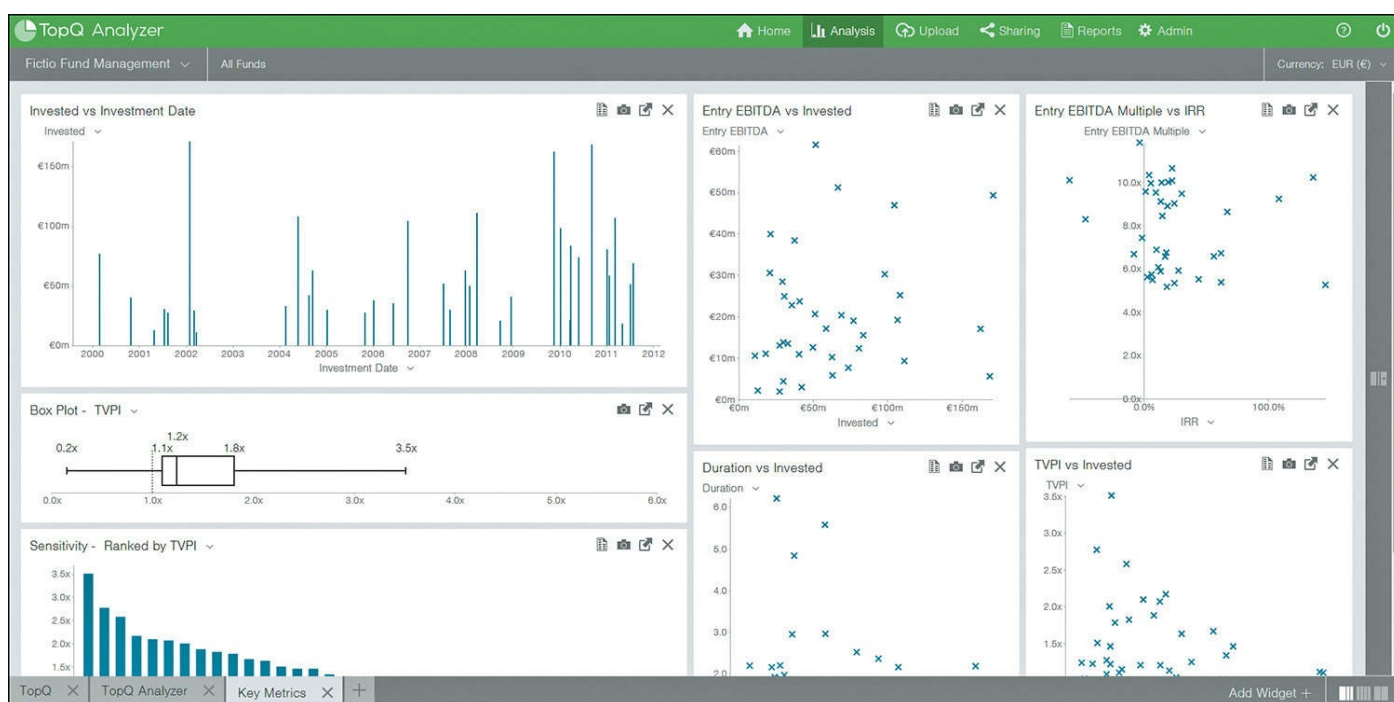 TopQ Analyzer
Home Analysis Upload Sharing Reports Admin
Fictio Fund Management All Funds Currency: EUR (€)
Invested vs Investment Date
Invested
€150m
€100m
€50m
€0m
2000 2001 2002 2003 2004 2005 2006 2007 2008 2009 2010 2011 2012
Investment Date
Box Plot - TVPI
1.2x
0.2x 1.1x 1.8x 3.5x
0.0x 1.0x 2.0x 3.0x 4.0x 5.0x 6.0x
Sensitivity - Ranked by TVPI
3.5x
3.0x
2.5x
2.0x
1.5x
Entry EBITDA vs Invested
Entry EBITDA
€60m
€50m
€40m
€30m
€20m
€10m
€0m
€0m €50m €100m €150m
Invested
Entry EBITDA Multiple vs IRR
Entry EBITDA Multiple
10.0x
8.0x
6.0x
4.0x
2.0x
0.0x
0.0% 100.0%
IRR
Duration vs Invested
Duration
6.0
5.0
4.0
3.0
2.0
TVPI vs Invested
TVPI
3.5x
3.0x
2.5x
2.0x
1.5x
TopQ TopQ Analyzer Key Metrics + Add Widget +